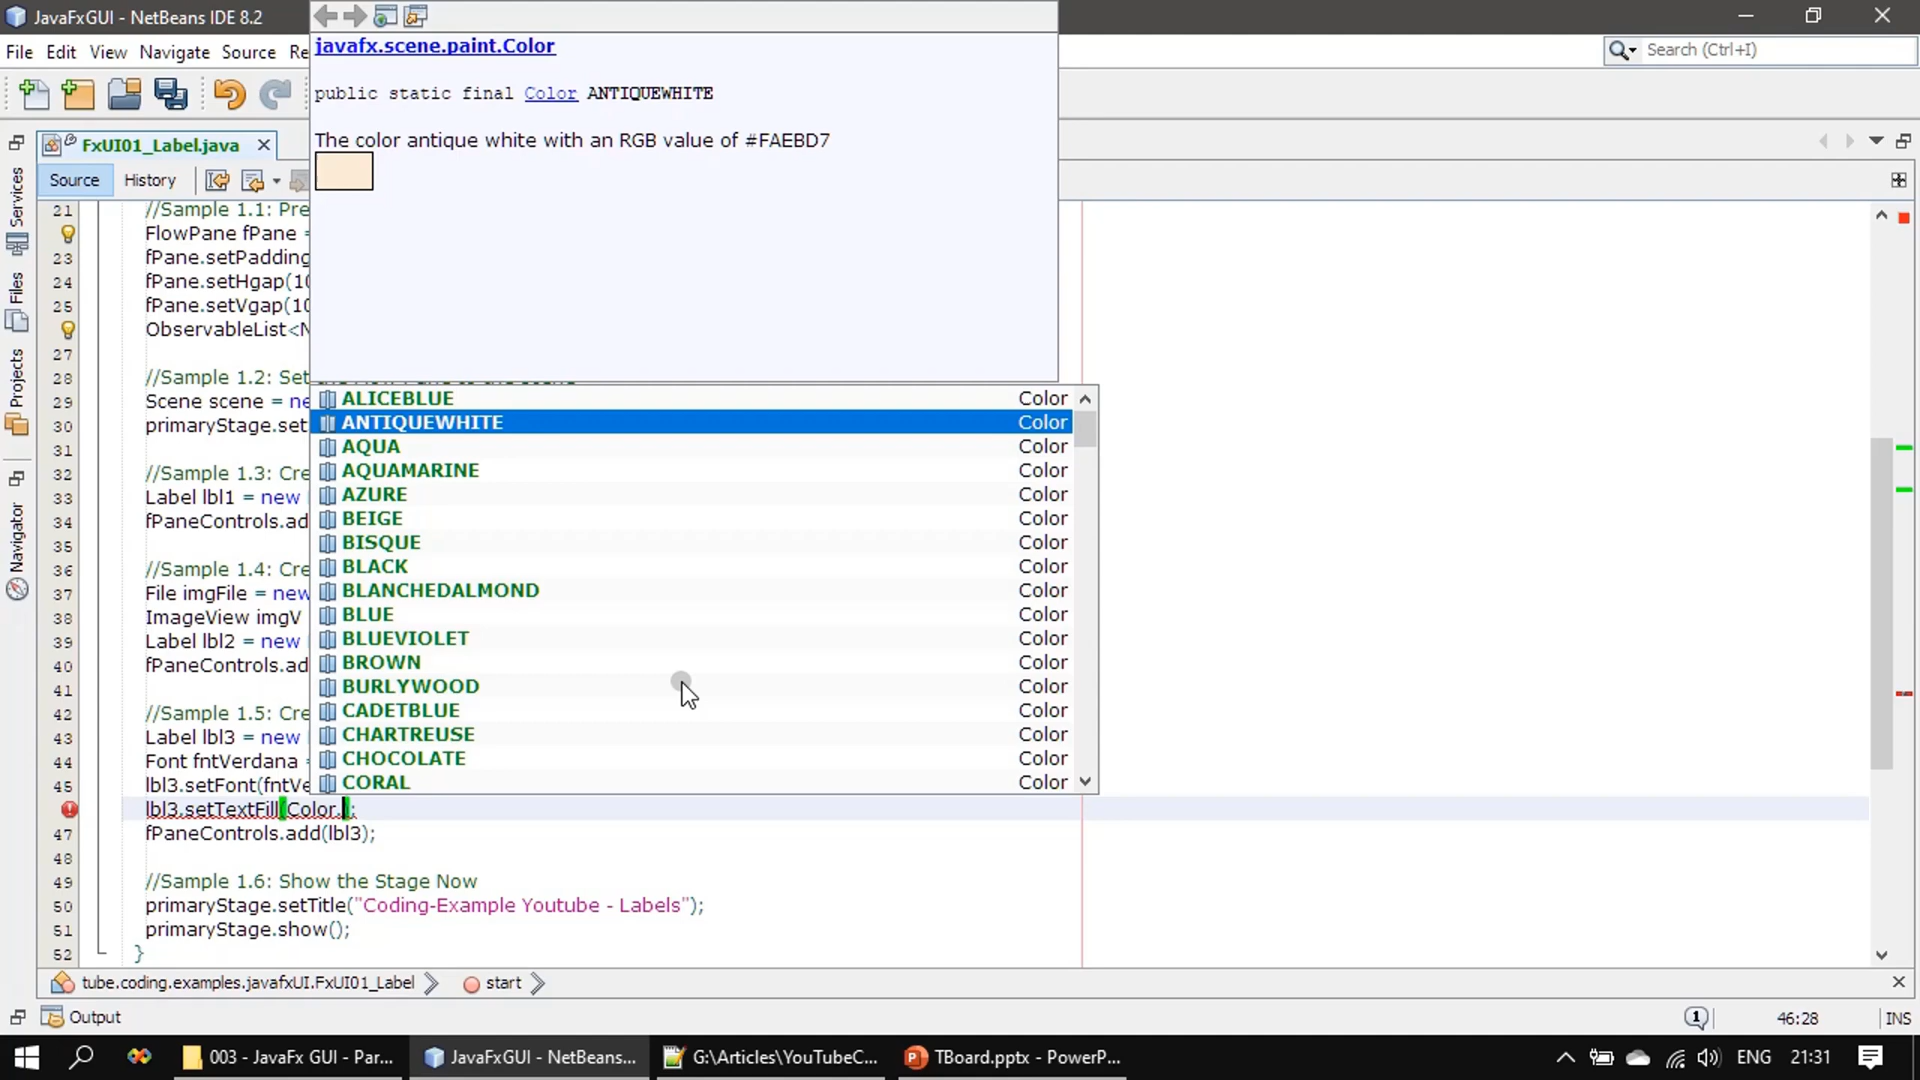 JavaFxGUI - NetBeans IDE 8.2
File Edit View Navigate Source Re
Search (Ctrl+I)
javafx.scene.paint.Color
public static final Color ANTIQUEWHITE
The color antique white with an RGB value of #FAEBD7
FxUI01_Label.java
Source History
Services
Files
Projects
Navigator
21 //Sample 1.1: Pre
FlowPane fPane =
23 fPane.setPadding
24 fPane.setHgap(10
25 fPane.setVgap(10
ObservableList<N
27
28 //Sample 1.2: Set
29 Scene scene = ne
30 primaryStage.set
31
32 //Sample 1.3: Cre
33 Label lbl1 = new
34 fPaneControls.ad
35
36 //Sample 1.4: Cre
37 File imgFile = new
38 ImageView imgV
39 Label lbl2 = new
40 fPaneControls.ad
41
42 //Sample 1.5: Cre
43 Label lbl3 = new
44 Font fntVerdana =
45 lbl3.setFont(fntVe
lbl3.setTextFill(Color.);
47 fPaneControls.add(lbl3);
48
49 //Sample 1.6: Show the Stage Now
50 primaryStage.setTitle("Coding-Example Youtube - Labels");
51 primaryStage.show();
52 }
ALICEBLUE Color
ANTIQUEWHITE Color
AQUA Color
AQUAMARINE Color
AZURE Color
BEIGE Color
BISQUE Color
BLACK Color
BLANCHEDALMOND Color
BLUE Color
BLUEVIOLET Color
BROWN Color
BURLYWOOD Color
CADETBLUE Color
CHARTREUSE Color
CHOCOLATE Color
CORAL Color
tube.coding.examples.javafxUI.FxUI01_Label start
Output
1 46:28 INS
003 - JavaFx GUI - Par...
JavaFxGUI - NetBeans...
G:\Articles\YouTubeC...
TBoard.pptx - PowerP...
ENG 21:31